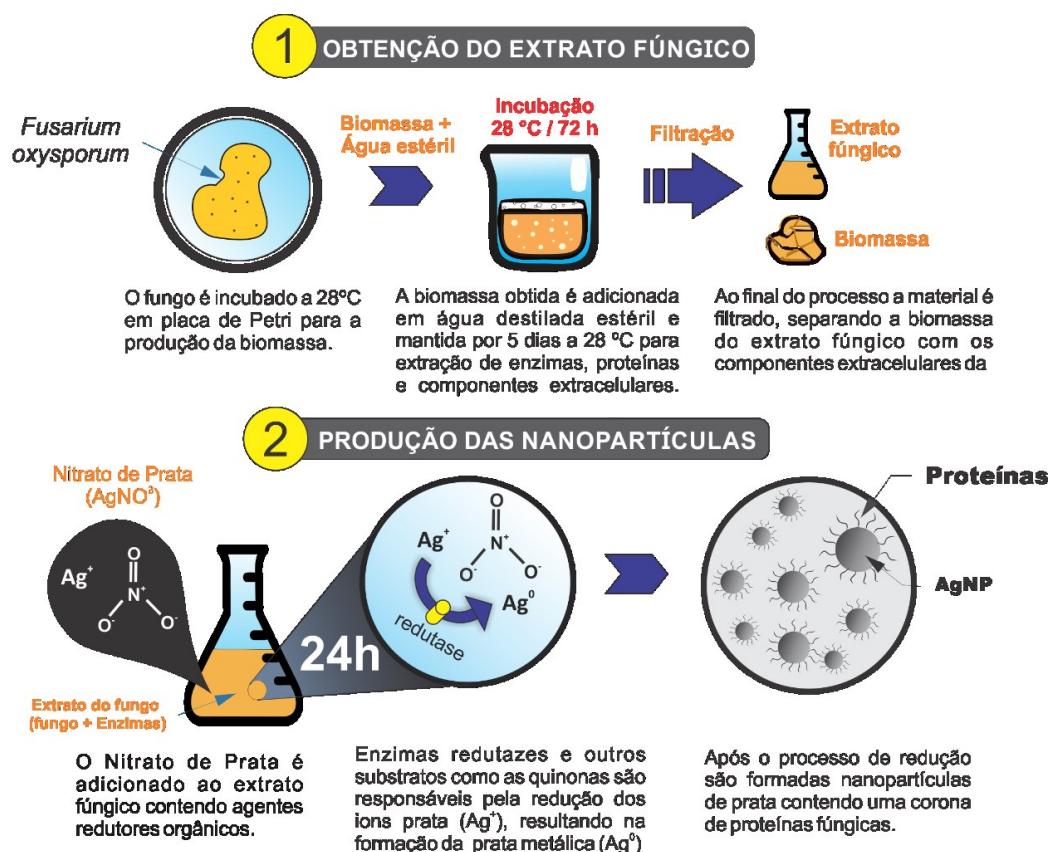 1 OBTENÇÃO DO EXTRATO FÚNGICO
Fusarium
oxysporum
Biomassa +
Água estéril
Incubação
28 °C / 72 h
Filtração
Extrato
fúngico
Biomassa
O fungo é incubado a 28ºC
em placa de Petri para a
produção da biomassa.
A biomassa obtida é adicionada
em água destilada estéril e
mantida por 5 dias a 28 ºC para
extração de enzimas, proteínas
e componentes extracelulares.
Ao final do processo a material é
filtrado, separando a biomassa
do extrato fúngico com os
componentes extracelulares da
2 PRODUÇÃO DAS NANOPARTÍCULAS
Nitrato de Prata
(AgNO³)
Ag⁺
O
N⁺
O⁻ O⁻
Extrato do fungo
(fungo + Enzimas)
24h
Ag⁺
O
N⁺
O⁻ O⁻
Ag⁰
redutase
Proteínas
AgNP
O Nitrato de Prata é
adicionado ao extrato
fúngico contendo agentes
redutores orgânicos.
Enzimas redutazes e outros
substratos como as quinonas são
responsáveis pela redução dos
ions prata (Ag⁺), resultando na
formação da prata metálica (Ag⁰)
Após o processo de redução
são formadas nanopartículas
de prata contendo uma corona
de proteínas fúngicas.